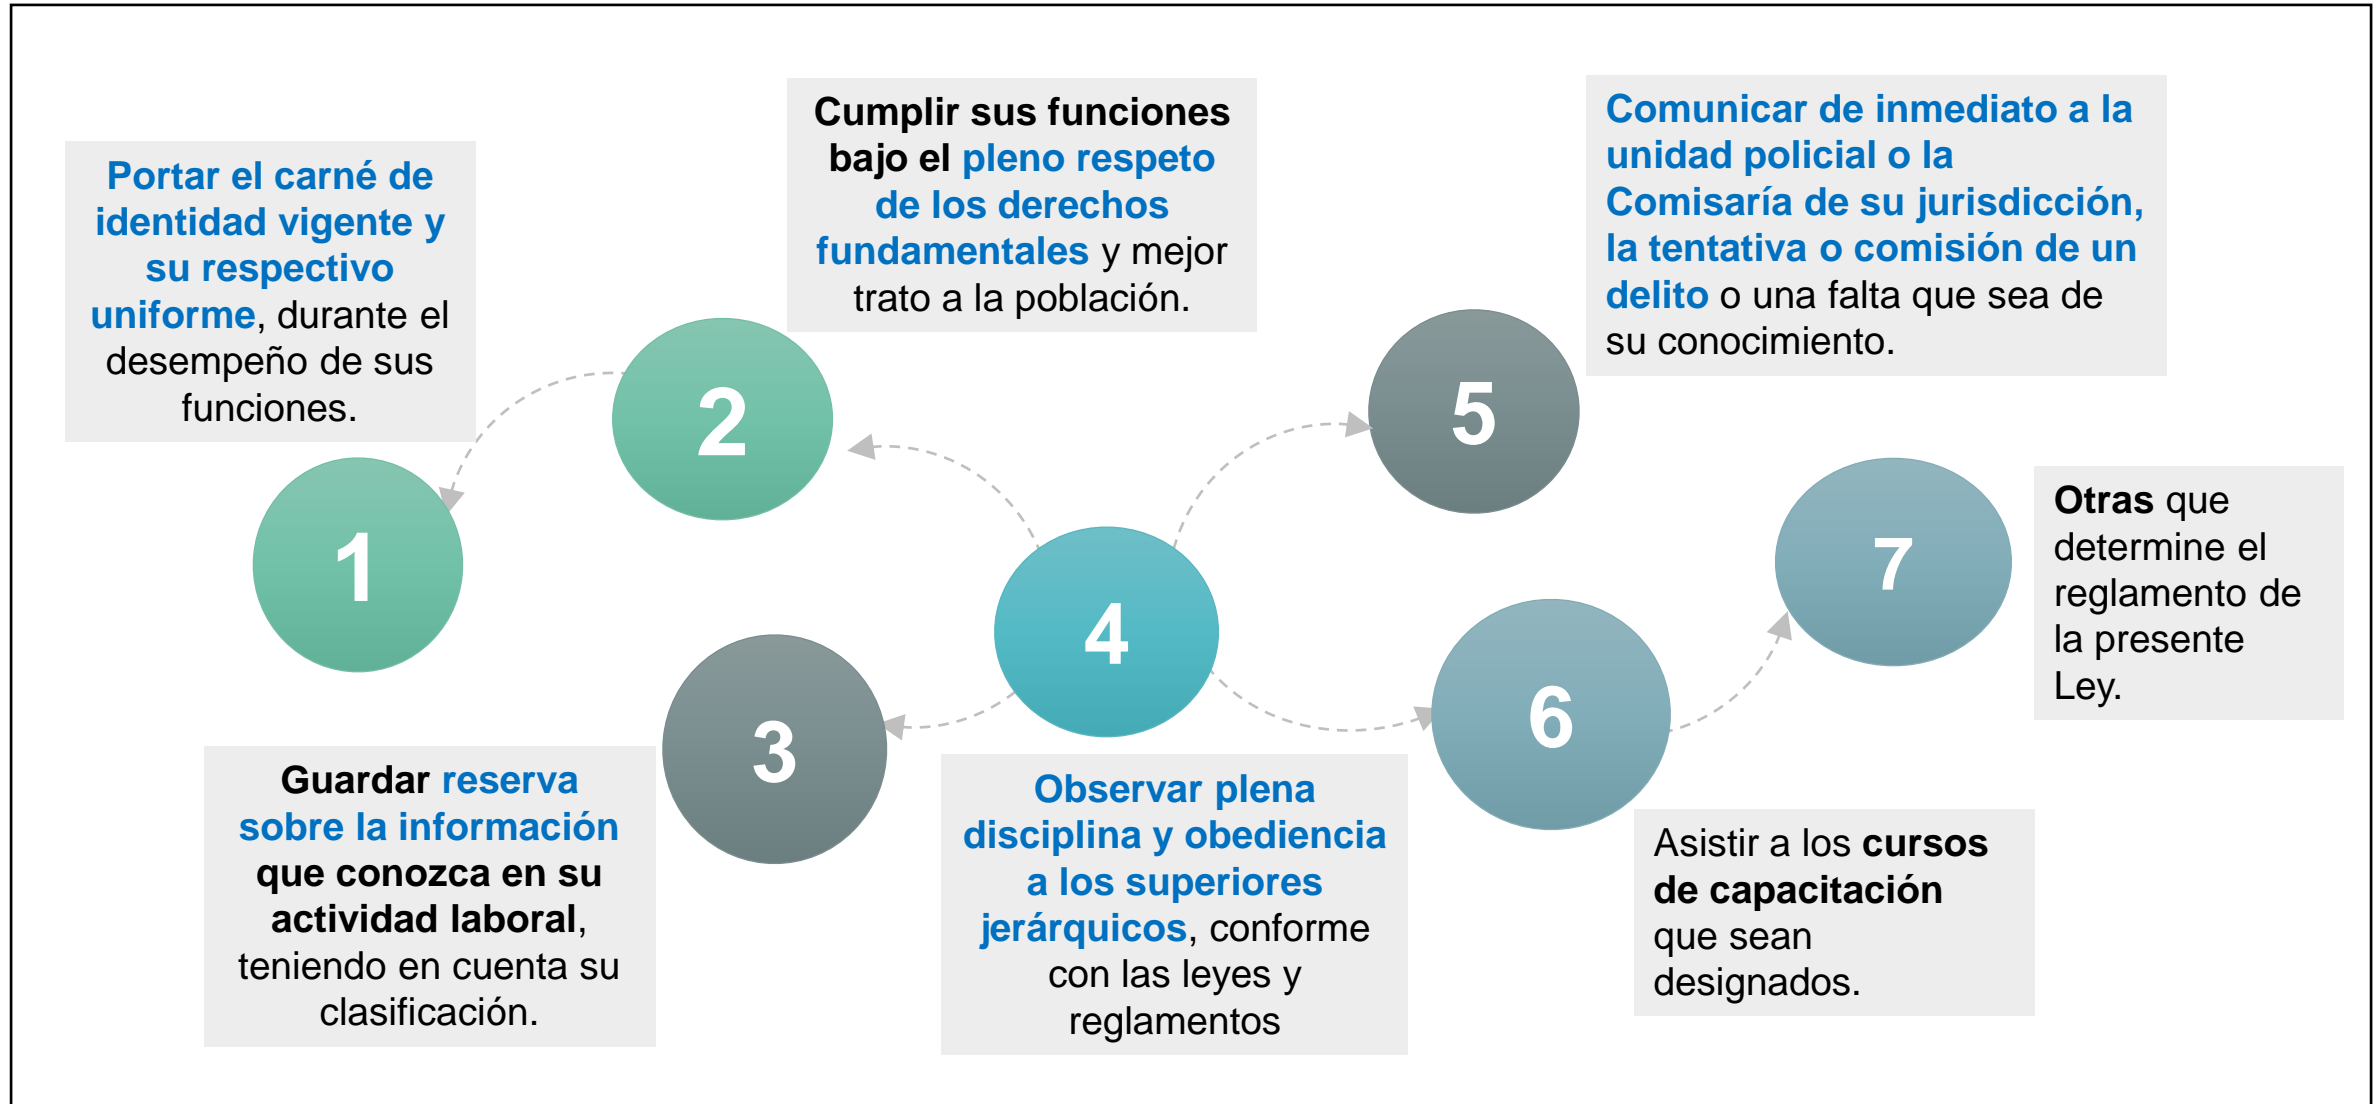 Portar el carné de
identidad vigente y
su respectivo
uniforme, durante el
desempeño de sus
funciones.
1
Cumplir sus funciones
bajo el pleno respeto
de los derechos
fundamentales y mejor
trato a la población.
2
Guardar reserva
sobre la información
que conozca en su
actividad laboral,
teniendo en cuenta su
clasificación.
3
Observar plena
disciplina y obediencia
a los superiores
jerárquicos, conforme
con las leyes y
reglamentos
4
Comunicar de inmediato a la
unidad policial o la
Comisaría de su jurisdicción,
la tentativa o comisión de un
delito o una falta que sea de
su conocimiento.
5
Asistir a los cursos
de capacitación
que sean
designados.
6
Otras que
determine el
reglamento de
la presente
Ley.
7